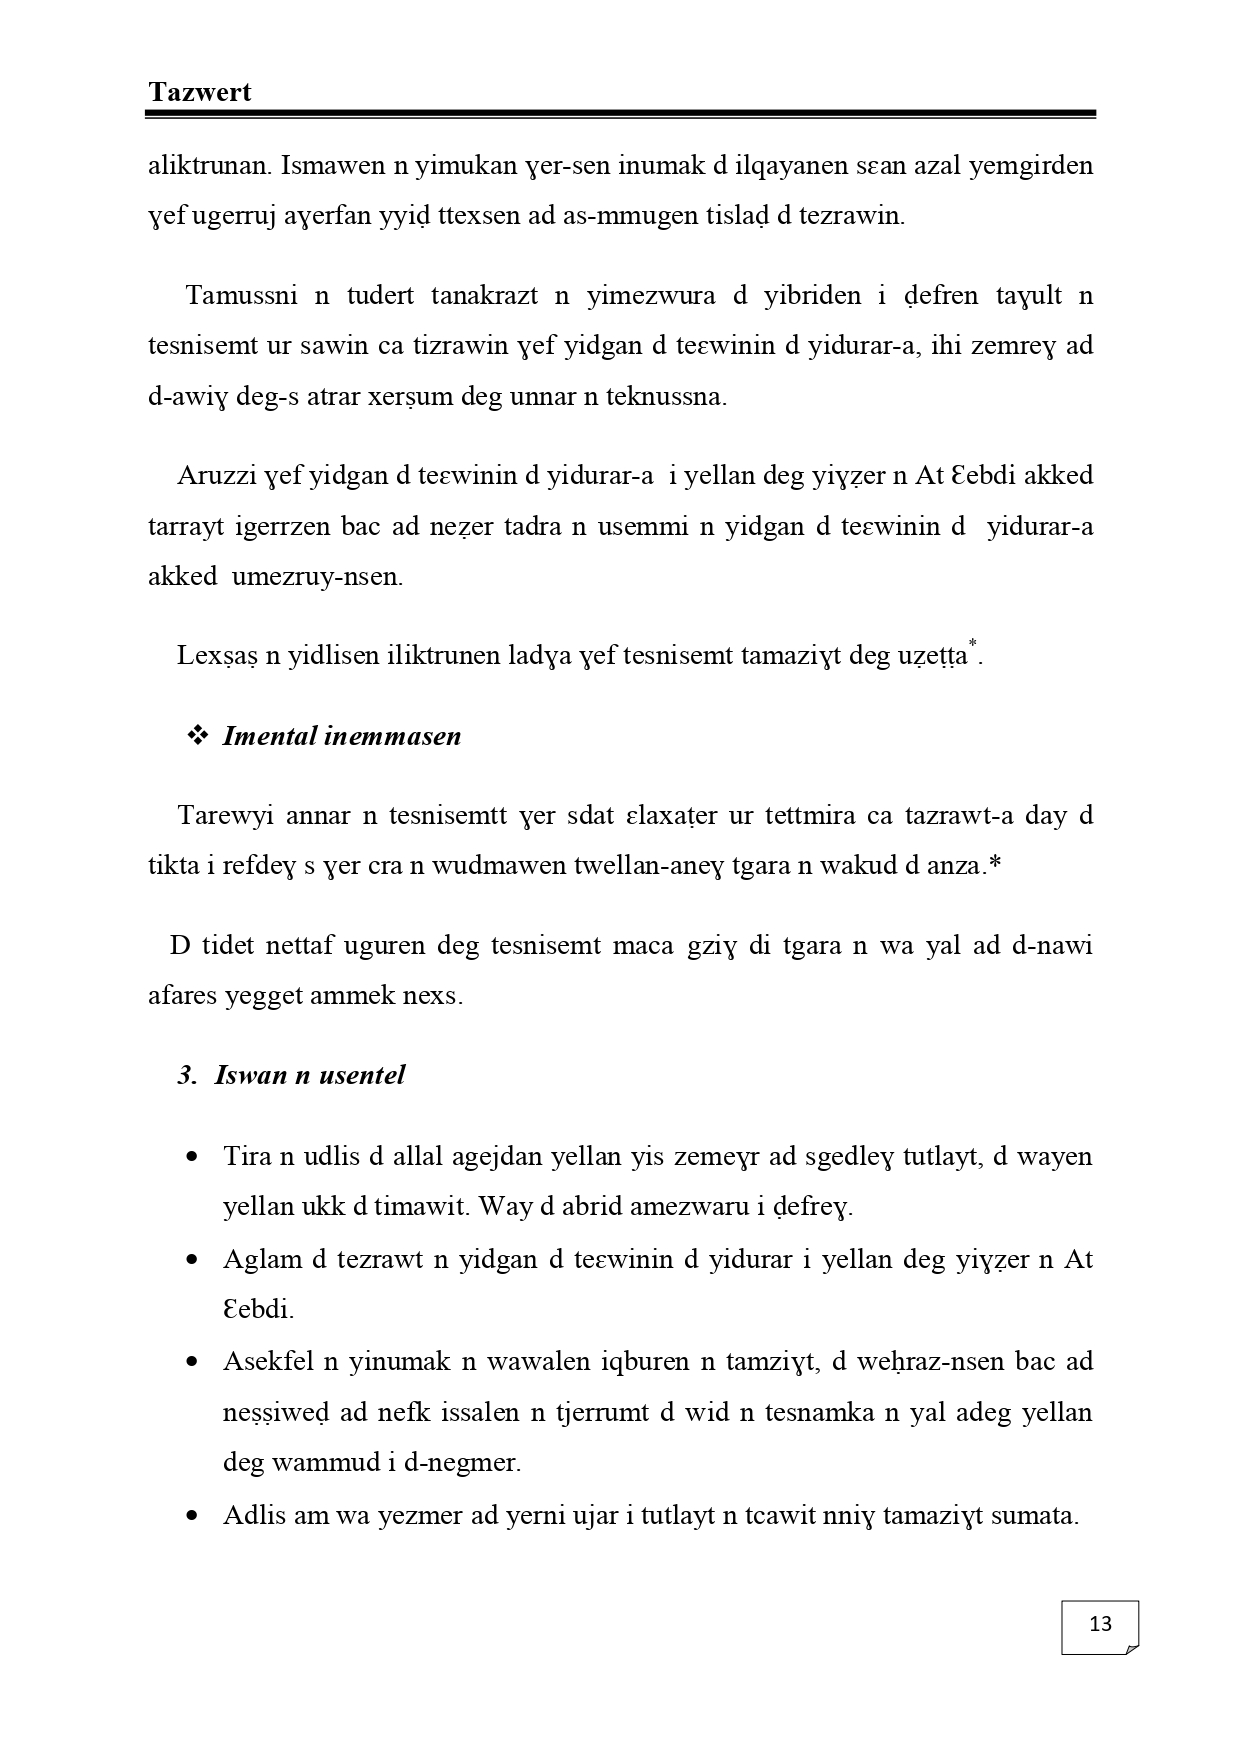 Tazwert
aliktrunan. Ismawen n yimukan ɣer-sen inumak d ilqayanen sɛan azal yemgirden
ɣef ugerruj aɣerfan yyiḍ ttexsen ad as-mmugen tislaḍ d tezrawin.
Tamussni n tudert tanakrazt n yimezwura d yibriden i ḍefren taɣult n
tesnisemt ur sawin ca tizrawin ɣef yidgan d teɛwinin d yidurar-a, ihi zemreɣ ad
d-awiɣ deg-s atrar xerṣum deg unnar n teknussna.
Aruzzi ɣef yidgan d teɛwinin d yidurar-a i yellan deg yiɣẓer n At Ɛebdi akked
tarrayt igerrzen bac ad neẓer tadra n usemmi n yidgan d teɛwinin d yidurar-a
akked umezruy-nsen.
Lexṣaṣ n yidlisen iliktrunen ladɣa ɣef tesnisemt tamaziɣt deg uẓeṭṭa*.
❖ Imental inemmasen
Tarewyi annar n tesnisemtt ɣer sdat ɛlaxaṭer ur tettmira ca tazrawt-a day d
tikta i refdeɣ s ɣer cra n wudmawen twellan-aneɣ tgara n wakud d anza.*
D tidet nettaf uguren deg tesnisemt maca gziɣ di tgara n wa yal ad d-nawi
afares yegget ammek nexs.
3. Iswan n usentel
• Tira n udlis d allal agejdan yellan yis zemeɣr ad sgedleɣ tutlayt, d wayen
yellan ukk d timawit. Way d abrid amezwaru i ḍefreɣ.
• Aglam d tezrawt n yidgan d teɛwinin d yidurar i yellan deg yiɣẓer n At
Ɛebdi.
• Asekfel n yinumak n wawalen iqburen n tamziɣt, d weḥraz-nsen bac ad
neṣṣiweḍ ad nefk issalen n tjerrumt d wid n tesnamka n yal adeg yellan
deg wammud i d-negmer.
• Adlis am wa yezmer ad yerni ujar i tutlayt n tcawit nniɣ tamaziɣt sumata.
13